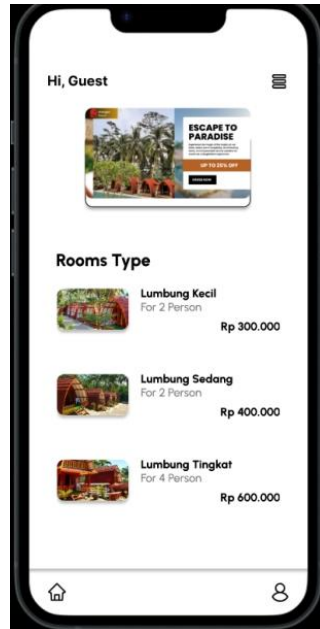 Hi, Guest
ESCAPE TO
PARADISE
UP TO 25% OFF
Rooms Type
Lumbung Kecil
For 2 Person
Rp 300.000
Lumbung Sedang
For 2 Person
Rp 400.000
Lumbung Tingkat
For 4 Person
Rp 600.000